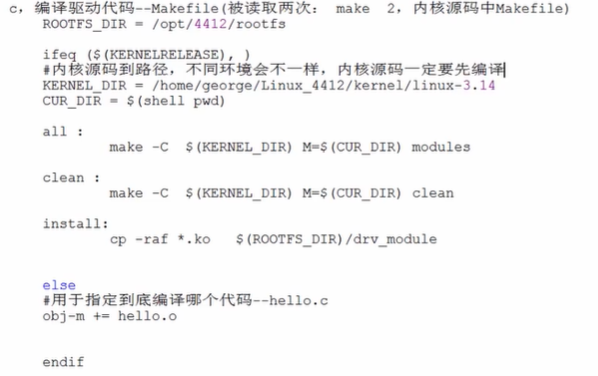 c, 编译驱动代码--Makefile(被读取两次: make 2, 内核源码中Makefile)
ROOTFS_DIR = /opt/4412/rootfs
ifeq ($(KERNELRELEASE), )
#内核源码到路径, 不同环境会不一样, 内核源码一定要先编译
KERNEL_DIR = /home/george/Linux_4412/kernel/linux-3.14
CUR_DIR = $(shell pwd)
all :
make -C $(KERNEL_DIR) M=$(CUR_DIR) modules
clean :
make -C $(KERNEL_DIR) M=$(CUR_DIR) clean
install:
cp -raf *.ko $(ROOTFS_DIR)/drv_module
else
#用于指定到底编译哪个代码--hello.c
obj-m += hello.o
endif